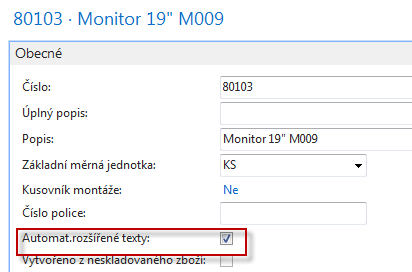 80103 · Monitor 19" M009
Obecné
Číslo: 80103
Úplný popis:
Popis: Monitor 19" M009
Základní měrná jednotka: KS
Kusovník montáže: Ne
Číslo police:
Automat.rozšířené texty:
Vytvořeno z neskladovaného zboží: